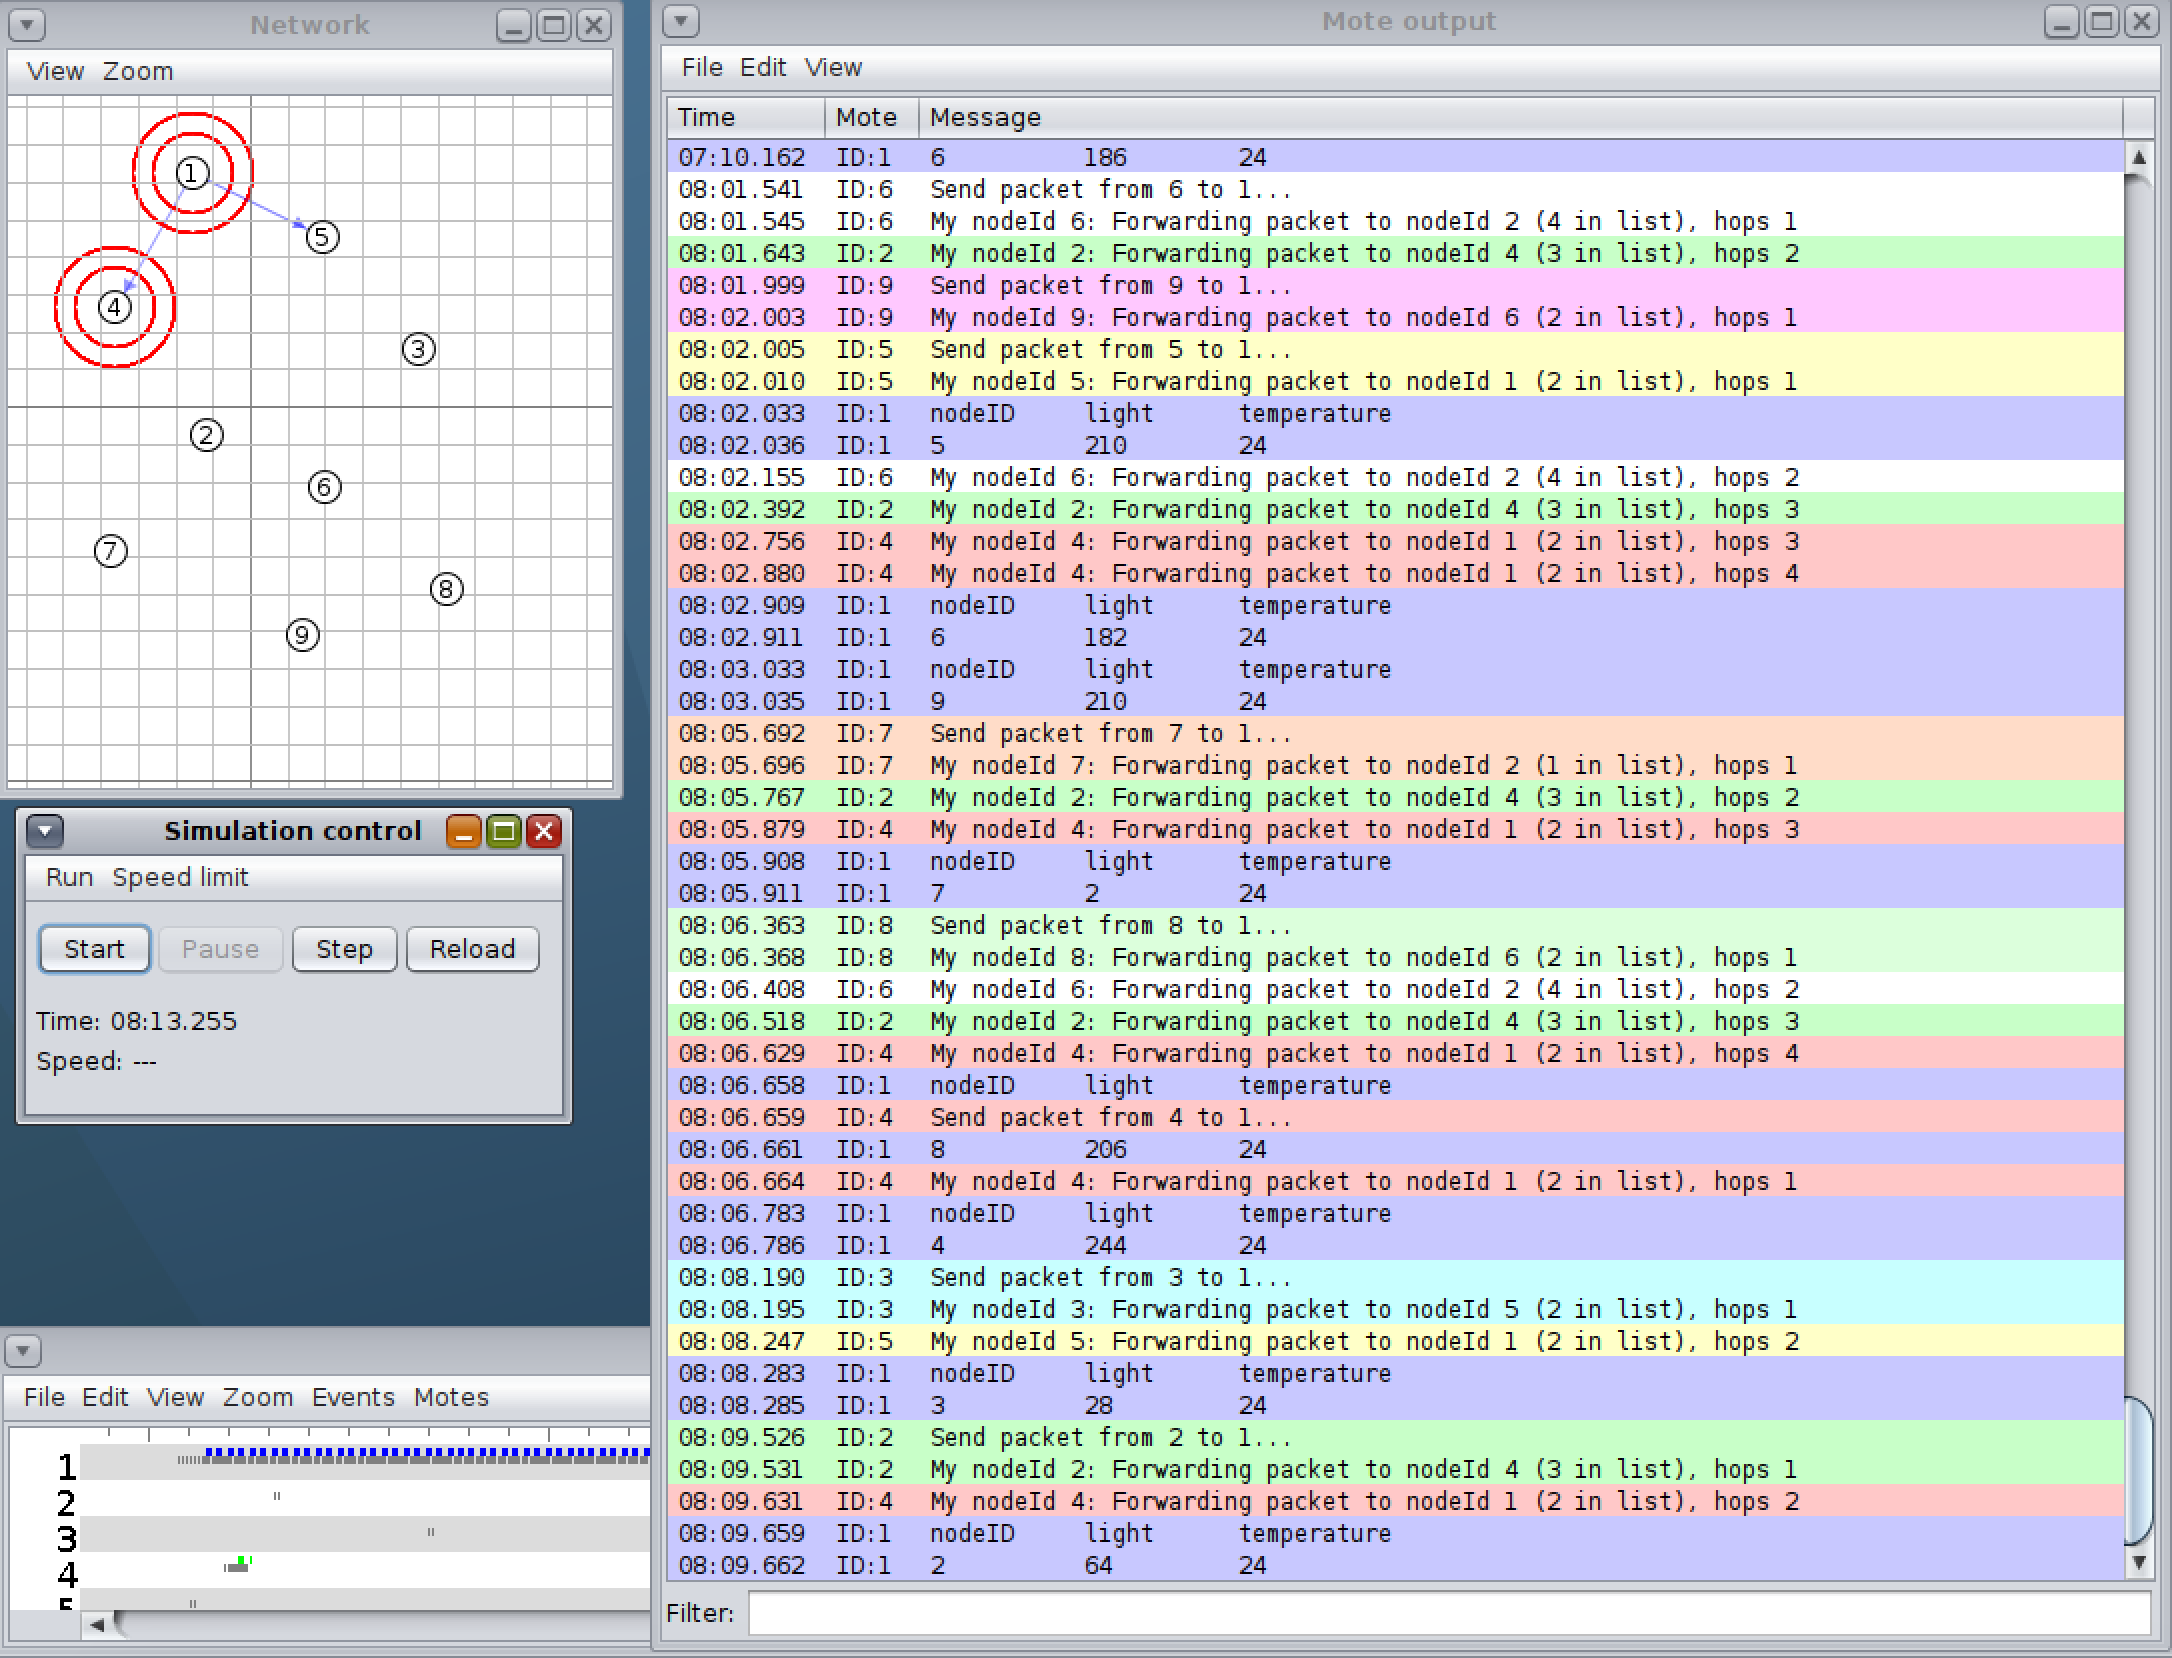 Network
View Zoom
1
5
4
3
2
6
7
8
9
Simulation control
Run Speed limit
Start Pause Step Reload
Time: 08:13.255
Speed: ---
File Edit View Zoom Events Motes
1
2
3
4
5
Mote output
File Edit View
Time Mote Message
07:10.162 ID:1 6 186 24
08:01.541 ID:6 Send packet from 6 to 1...
08:01.545 ID:6 My nodeId 6: Forwarding packet to nodeId 2 (4 in list), hops 1
08:01.643 ID:2 My nodeId 2: Forwarding packet to nodeId 4 (3 in list), hops 2
08:01.999 ID:9 Send packet from 9 to 1...
08:02.003 ID:9 My nodeId 9: Forwarding packet to nodeId 6 (2 in list), hops 1
08:02.005 ID:5 Send packet from 5 to 1...
08:02.010 ID:5 My nodeId 5: Forwarding packet to nodeId 1 (2 in list), hops 1
08:02.033 ID:1 nodeID light temperature
08:02.036 ID:1 5 210 24
08:02.155 ID:6 My nodeId 6: Forwarding packet to nodeId 2 (4 in list), hops 2
08:02.392 ID:2 My nodeId 2: Forwarding packet to nodeId 4 (3 in list), hops 3
08:02.756 ID:4 My nodeId 4: Forwarding packet to nodeId 1 (2 in list), hops 3
08:02.880 ID:4 My nodeId 4: Forwarding packet to nodeId 1 (2 in list), hops 4
08:02.909 ID:1 nodeID light temperature
08:02.911 ID:1 6 182 24
08:03.033 ID:1 nodeID light temperature
08:03.035 ID:1 9 210 24
08:05.692 ID:7 Send packet from 7 to 1...
08:05.696 ID:7 My nodeId 7: Forwarding packet to nodeId 2 (1 in list), hops 1
08:05.767 ID:2 My nodeId 2: Forwarding packet to nodeId 4 (3 in list), hops 2
08:05.879 ID:4 My nodeId 4: Forwarding packet to nodeId 1 (2 in list), hops 3
08:05.908 ID:1 nodeID light temperature
08:05.911 ID:1 7 2 24
08:06.363 ID:8 Send packet from 8 to 1...
08:06.368 ID:8 My nodeId 8: Forwarding packet to nodeId 6 (2 in list), hops 1
08:06.408 ID:6 My nodeId 6: Forwarding packet to nodeId 2 (4 in list), hops 2
08:06.518 ID:2 My nodeId 2: Forwarding packet to nodeId 4 (3 in list), hops 3
08:06.629 ID:4 My nodeId 4: Forwarding packet to nodeId 1 (2 in list), hops 4
08:06.658 ID:1 nodeID light temperature
08:06.659 ID:4 Send packet from 4 to 1...
08:06.661 ID:1 8 206 24
08:06.664 ID:4 My nodeId 4: Forwarding packet to nodeId 1 (2 in list), hops 1
08:06.783 ID:1 nodeID light temperature
08:06.786 ID:1 4 244 24
08:08.190 ID:3 Send packet from 3 to 1...
08:08.195 ID:3 My nodeId 3: Forwarding packet to nodeId 5 (2 in list), hops 1
08:08.247 ID:5 My nodeId 5: Forwarding packet to nodeId 1 (2 in list), hops 2
08:08.283 ID:1 nodeID light temperature
08:08.285 ID:1 3 28 24
08:09.526 ID:2 Send packet from 2 to 1...
08:09.531 ID:2 My nodeId 2: Forwarding packet to nodeId 4 (3 in list), hops 1
08:09.631 ID:4 My nodeId 4: Forwarding packet to nodeId 1 (2 in list), hops 2
08:09.659 ID:1 nodeID light temperature
08:09.662 ID:1 2 64 24
Filter: